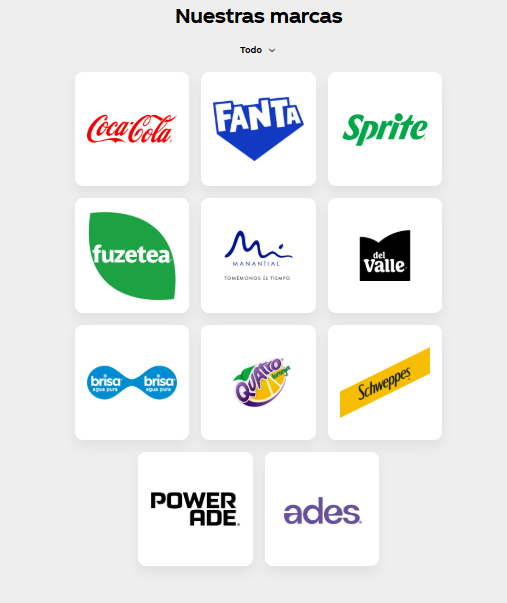 Nuestras marcas
Todo
Coca-Cola
FANTA
Sprite
fuzetea
MANANTIAL
TOMÉMONOS EL TIEMPO
del
Valle
brisa brisa
agua pura agua pura
QUATRO
toronja
Schweppes
POWER
ADE
ades